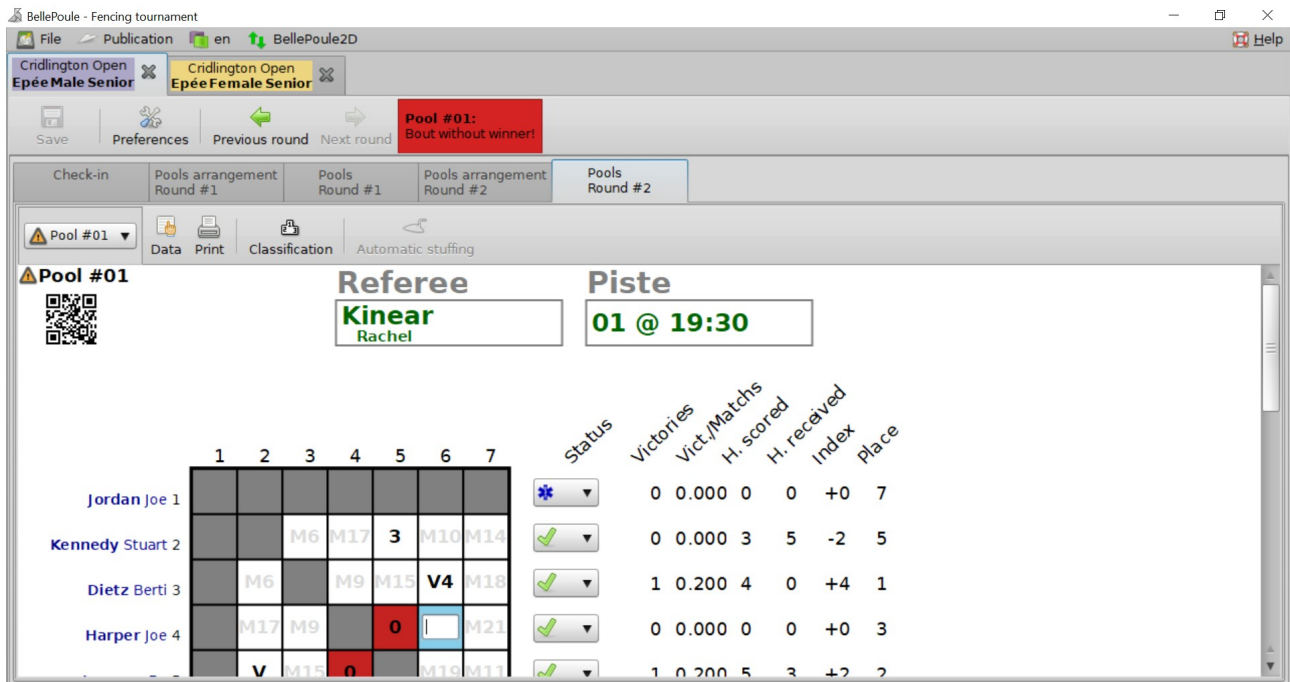 BellePoule - Fencing tournament
File Publication en BellePoule2D Help
Cridlington Open
Epée Male Senior
Cridlington Open
Epée Female Senior
Save Preferences Previous round Next round
Pool #01:
Bout without winner!
Check-in
Pools arrangement
Round #1
Pools
Round #1
Pools arrangement
Round #2
Pools
Round #2
Pool #01 Data Print Classification Automatic stuffing
Pool #01
Referee
Kinear
Rachel
Piste
01 @ 19:30
1 2 3 4 5 6 7 Status Victories Vict./Matchs H. scored H. received Index Place
Jordan Joe 1 0 0.000 0 0 +0 7
Kennedy Stuart 2 M6 M17 3 M10 M14 0 0.000 3 5 -2 5
Dietz Berti 3 M6 M9 M15 V4 M18 1 0.200 4 0 +4 1
Harper Joe 4 M17 M9 0 M21 0 0.000 0 0 +0 3
V M15 0 M19 M11 1 0.200 5 3 +2 2